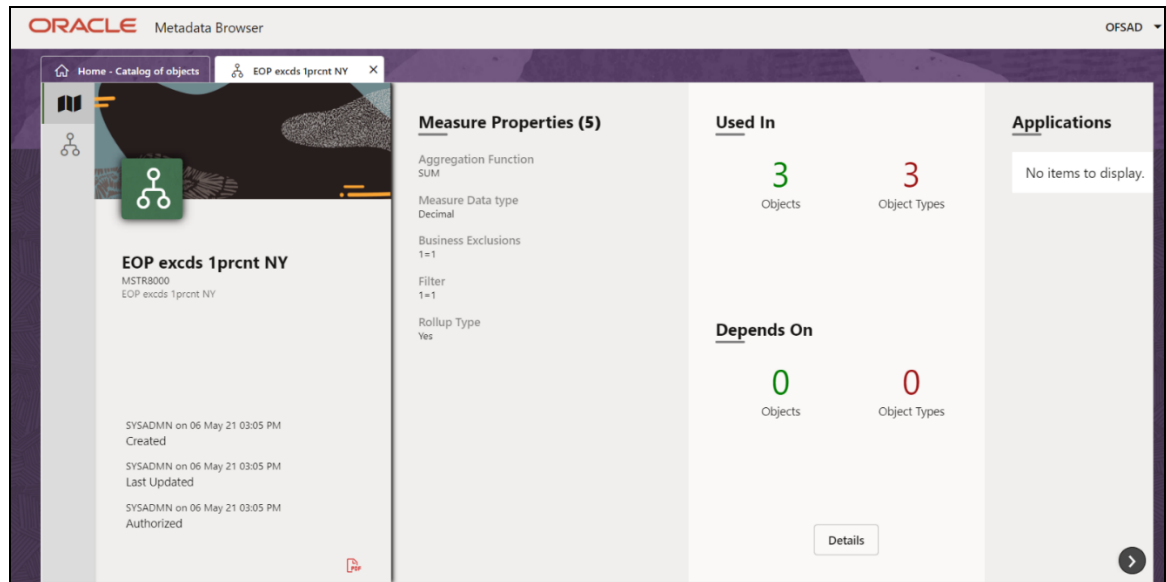 ORACLE Metadata Browser
OFSAD
Home - Catalog of objects
EOP excds 1prcnt NY X
EOP excds 1prcnt NY
MSTR8000
EOP excds 1prcnt NY
SYSADMN on 06 May 21 03:05 PM
Created
SYSADMN on 06 May 21 03:05 PM
Last Updated
SYSADMN on 06 May 21 03:05 PM
Authorized
PDF
Measure Properties (5)
Aggregation Function
SUM
Measure Data type
Decimal
Business Exclusions
1=1
Filter
1=1
Rollup Type
Yes
Used In
3 3
Objects Object Types
Depends On
0 0
Objects Object Types
Details
Applications
No items to display.